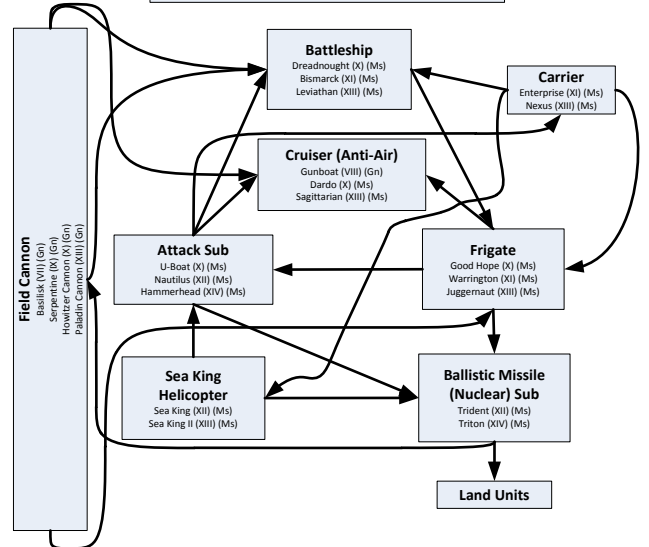 Battleship
Dreadnought (X) (Ms)
Bismarck (XI) (Ms)
Leviathan (XIII) (Ms)
Carrier
Enterprise (XI) (Ms)
Nexus (XIII) (Ms)
Cruiser (Anti-Air)
Gunboat (VIII) (Gn)
Dardo (X) (Ms)
Sagittarian (XIII) (Ms)
Field Cannon
Basilisk (VII) (Gn)
Serpentine (IX) (Gn)
Howitzer Cannon (X) (Gn)
Paladin Cannon (XII) (Gn)
Attack Sub
U-Boat (X) (Ms)
Nautilus (XII) (Ms)
Hammerhead (XIV) (Ms)
Frigate
Good Hope (X) (Ms)
Warrington (XI) (Ms)
Juggernaut (XIII) (Ms)
Sea King
Helicopter
Sea King (XII) (Ms)
Sea King II (XIII) (Ms)
Ballistic Missile
(Nuclear) Sub
Trident (XII) (Ms)
Triton (XIV) (Ms)
Land Units